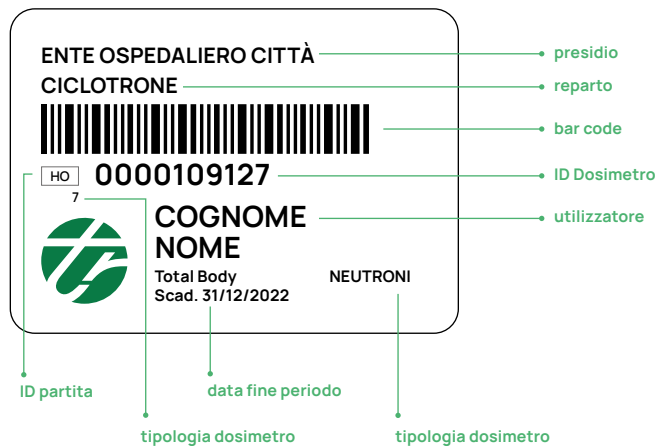 ENTE OSPEDALIERO CITTÀ
presidio
CICLOTRONE
reparto
bar code
HO
0000109127
ID Dosimetro
7
COGNOME
utilizzatore
NOME
Total Body
NEUTRONI
Scad. 31/12/2022
tr
ID partita
data fine periodo
tipologia dosimetro
tipologia dosimetro